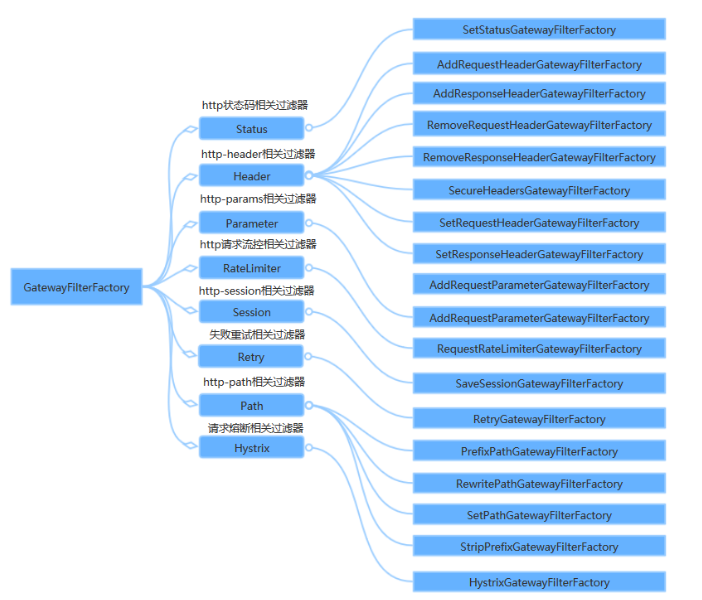 GatewayFilterFactory
http状态码相关过滤器
Status
http-header相关过滤器
Header
http-params相关过滤器
Parameter
http请求流控相关过滤器
RateLimiter
http-session相关过滤器
Session
失败重试相关过滤器
Retry
http-path相关过滤器
Path
请求熔断相关过滤器
Hystrix
SetStatusGatewayFilterFactory
AddRequestHeaderGatewayFilterFactory
AddResponseHeaderGatewayFilterFactory
RemoveRequestHeaderGatewayFilterFactory
RemoveResponseHeaderGatewayFilterFactory
SecureHeadersGatewayFilterFactory
SetRequestHeaderGatewayFilterFactory
SetResponseHeaderGatewayFilterFactory
AddRequestParameterGatewayFilterFactory
AddRequestParameterGatewayFilterFactory
RequestRateLimiterGatewayFilterFactory
SaveSessionGatewayFilterFactory
RetryGatewayFilterFactory
PrefixPathGatewayFilterFactory
RewritePathGatewayFilterFactory
SetPathGatewayFilterFactory
StripPrefixGatewayFilterFactory
HystrixGatewayFilterFactory